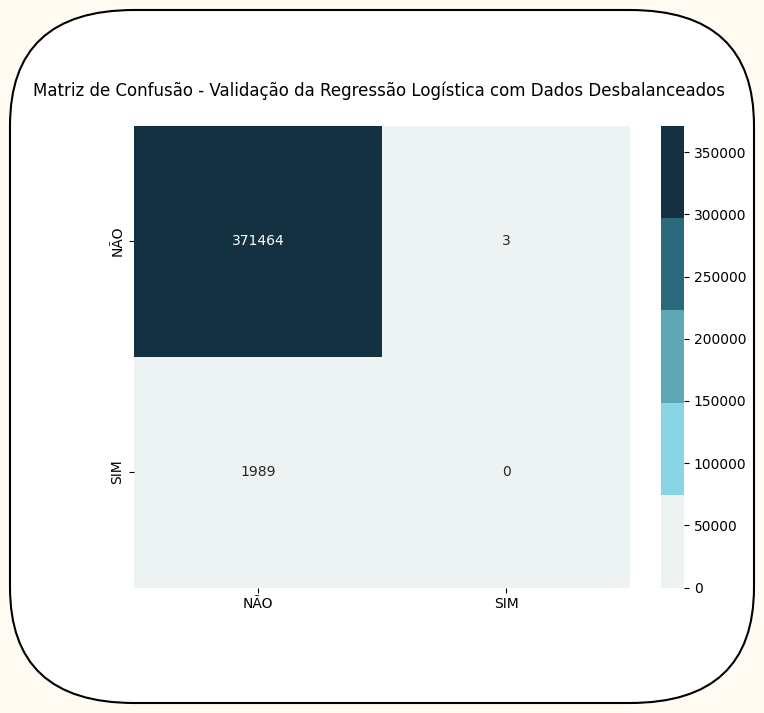 Matriz de Confusão - Validação da Regressão Logística com Dados Desbalanceados
NÃO
371464
3
SIM
1989
0
NÃO
SIM
350000
300000
250000
200000
150000
100000
50000
0